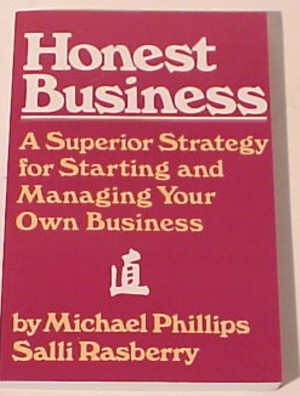 Honest
Business
A Superior Strategy
for Starting and
Managing Your
Own Business
直
by Michael Phillips
Salli Rasberry